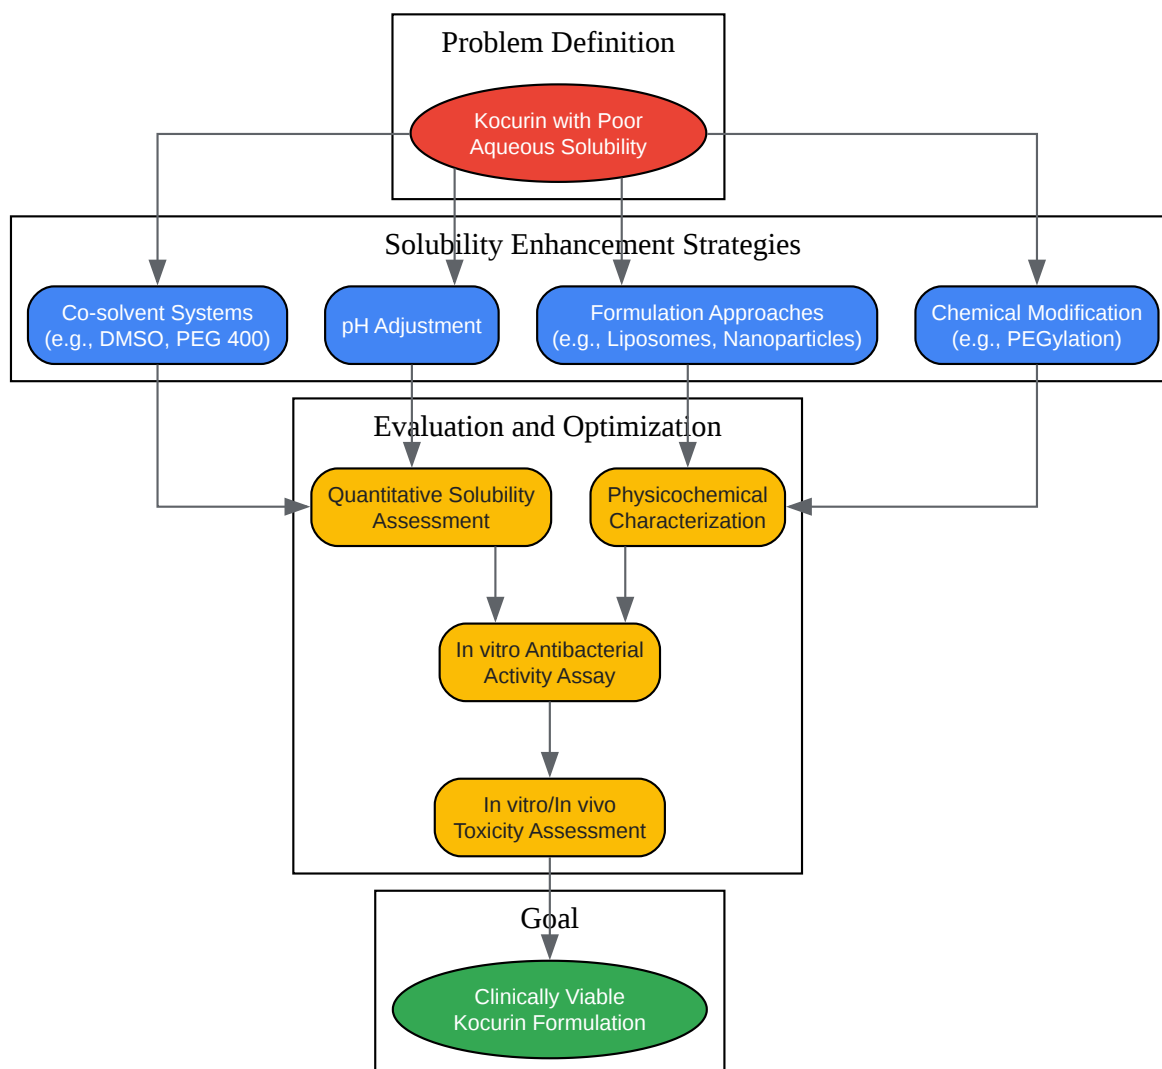 Problem Definition
Kocurin with Poor
Aqueous Solubility
Solubility Enhancement Strategies
Co-solvent Systems
(e.g., DMSO, PEG 400)
pH Adjustment
Formulation Approaches
(e.g., Liposomes, Nanoparticles)
Chemical Modification
(e.g., PEGylation)
Evaluation and Optimization
Quantitative Solubility
Assessment
Physicochemical
Characterization
In vitro Antibacterial
Activity Assay
In vitro/In vivo
Toxicity Assessment
Goal
Clinically Viable
Kocurin Formulation